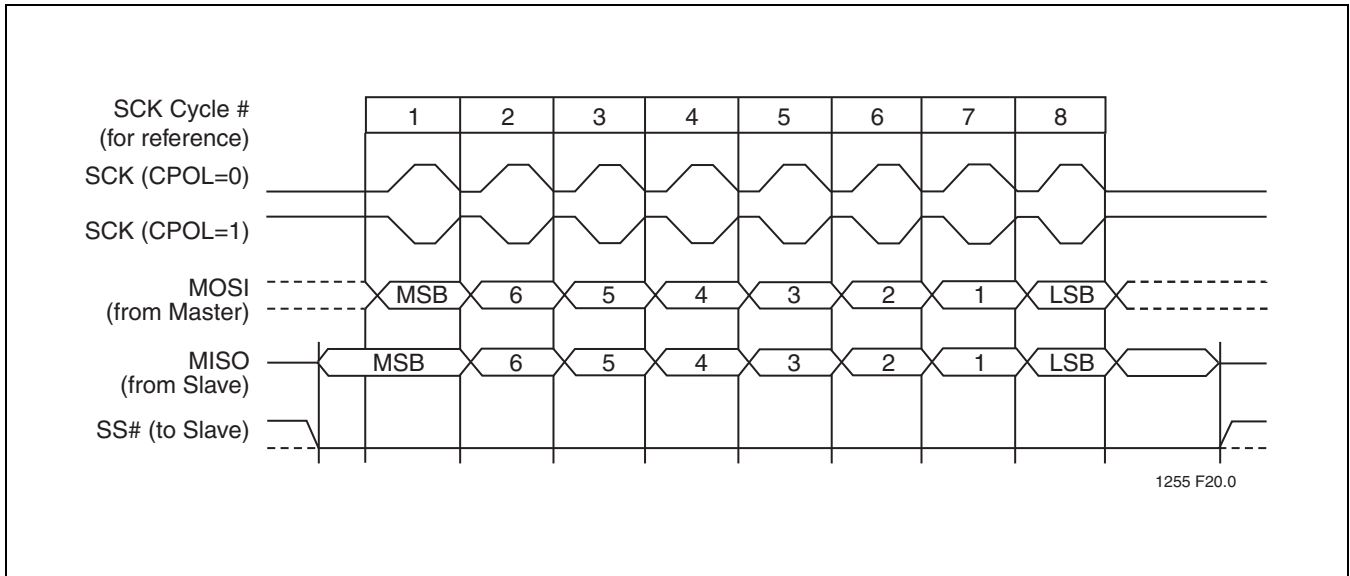 SCK Cycle #
(for reference)
1 2 3 4 5 6 7 8
SCK (CPOL=0)
SCK (CPOL=1)
MOSI
(from Master)
MSB 6 5 4 3 2 1 LSB
MISO
(from Slave)
MSB 6 5 4 3 2 1 LSB
SS# (to Slave)
1255 F20.0